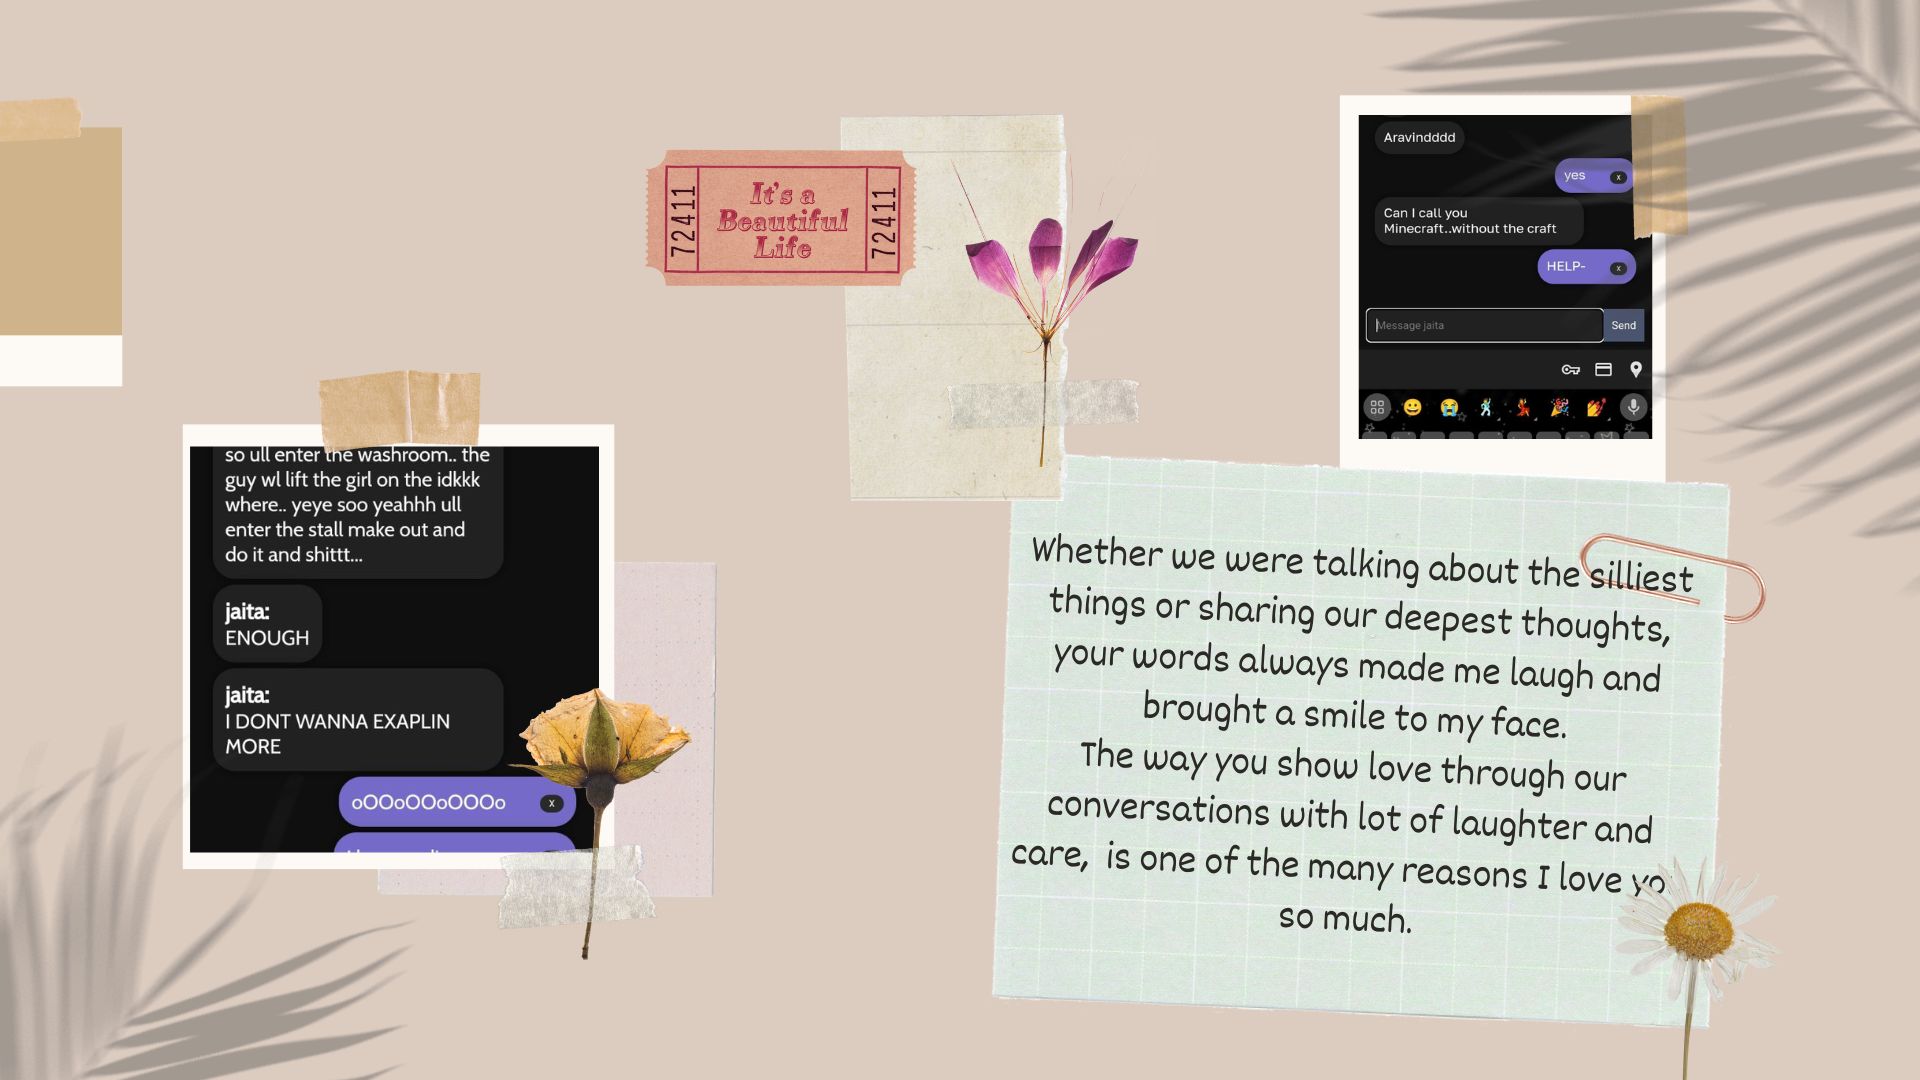 72411
It's a
Beautiful
Life
72411
Aravindddd
yes
x
Can I call you
Minecraft..without the craft
HELP-
x
Message jaita
Send
so ull enter the washroom.. the
guy wl lift the girl on the idkkk
where.. yeye soo yeahhh ull
enter the stall make out and
do it and shittt...
jaita:
ENOUGH
jaita:
I DONT WANNA EXAPLIN
MORE
oOOoOOoOOOo
x
Whether we were talking about the silliest
things or sharing our deepest thoughts,
your words always made me laugh and
brought a smile to my face.
The way you show love through our
conversations with lot of laughter and
care, is one of the many reasons I love yo
so much.